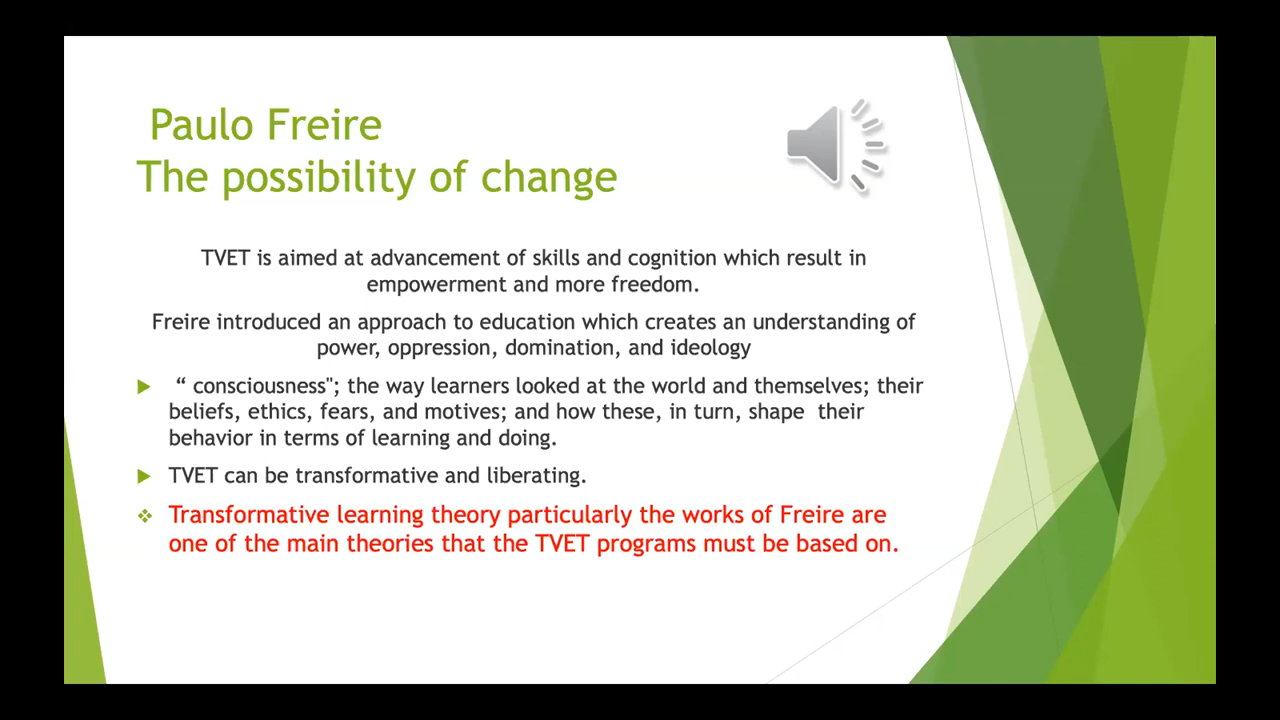 Paulo Freire
The possibility of change
TVET is aimed at advancement of skills and cognition which result in
empowerment and more freedom.
Freire introduced an approach to education which creates an understanding of
power, oppression, domination, and ideology
“ consciousness"; the way learners looked at the world and themselves; their
beliefs, ethics, fears, and motives; and how these, in turn, shape their
behavior in terms of learning and doing.
TVET can be transformative and liberating.
Transformative learning theory particularly the works of Freire are
one of the main theories that the TVET programs must be based on.